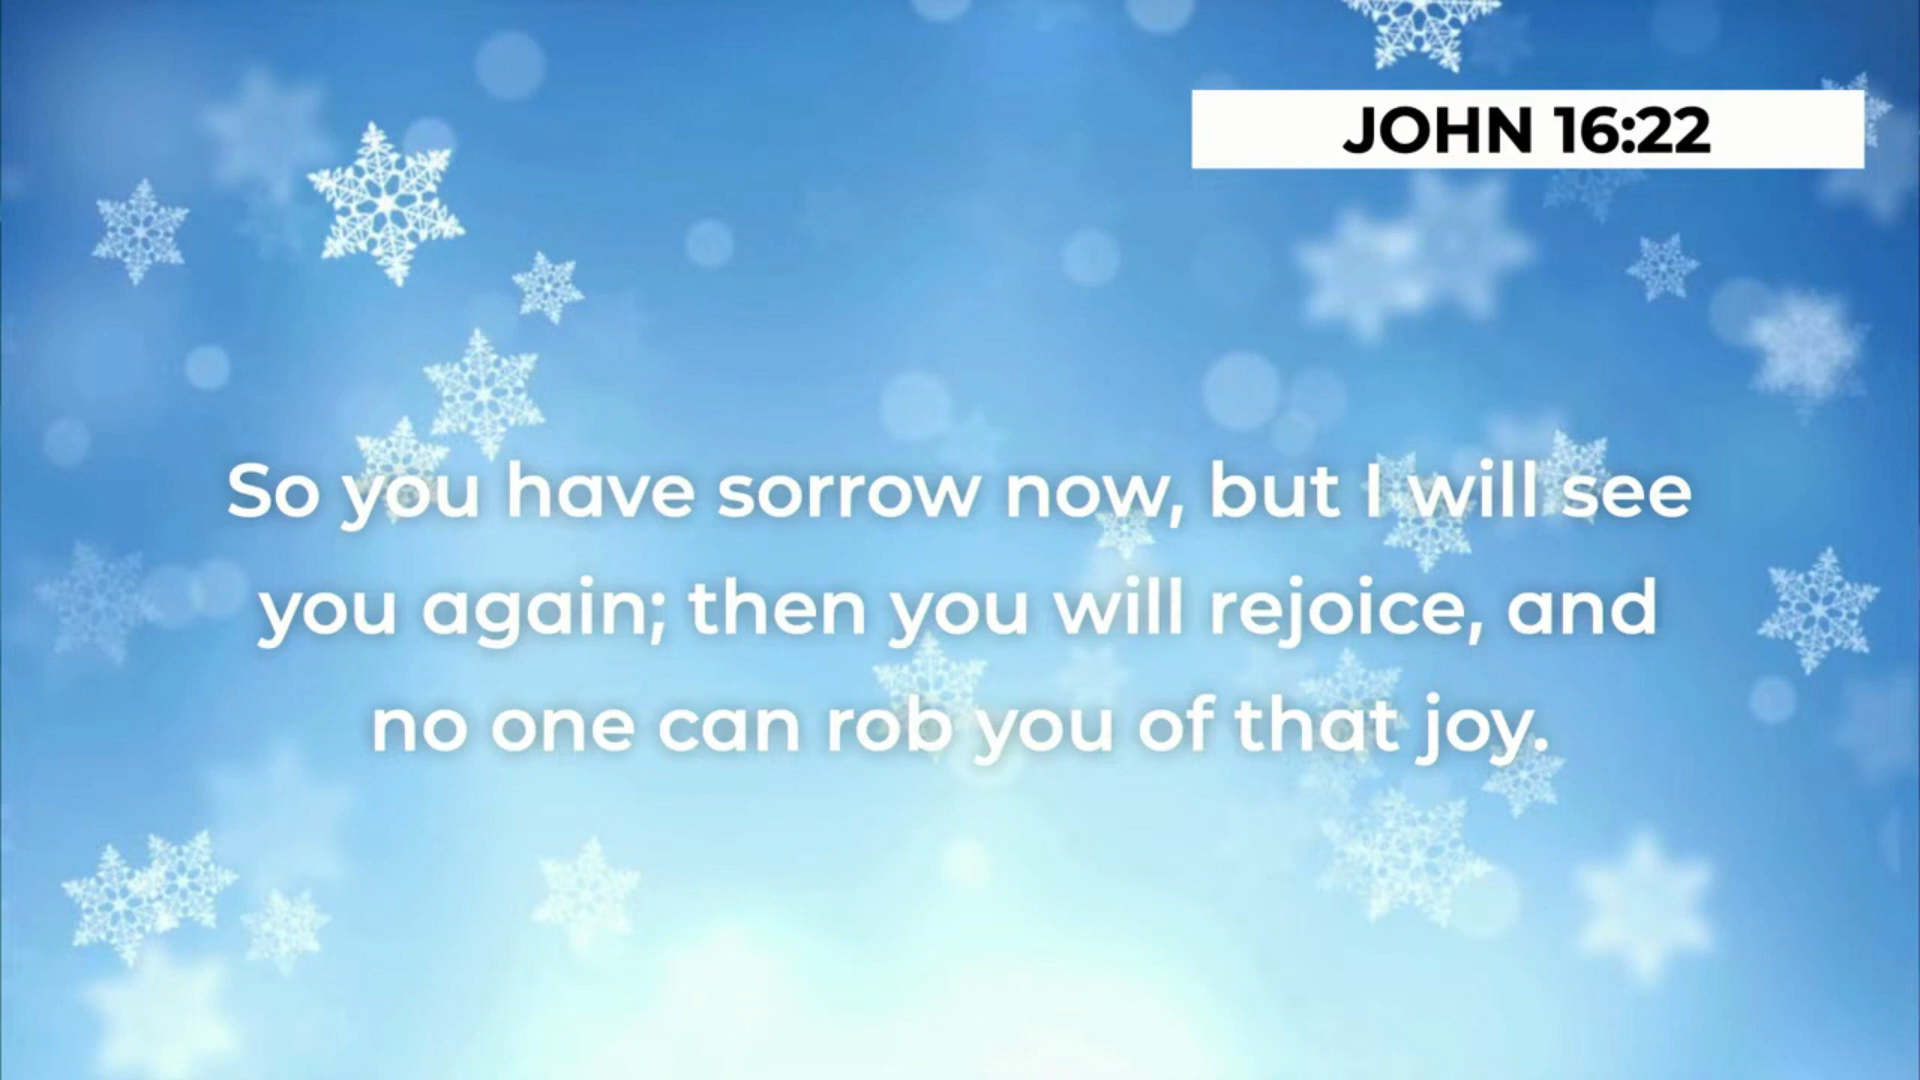 JOHN 16:22
So you have sorrow now, but I will see
you again; then you will rejoice, and
no one can rob you of that joy.